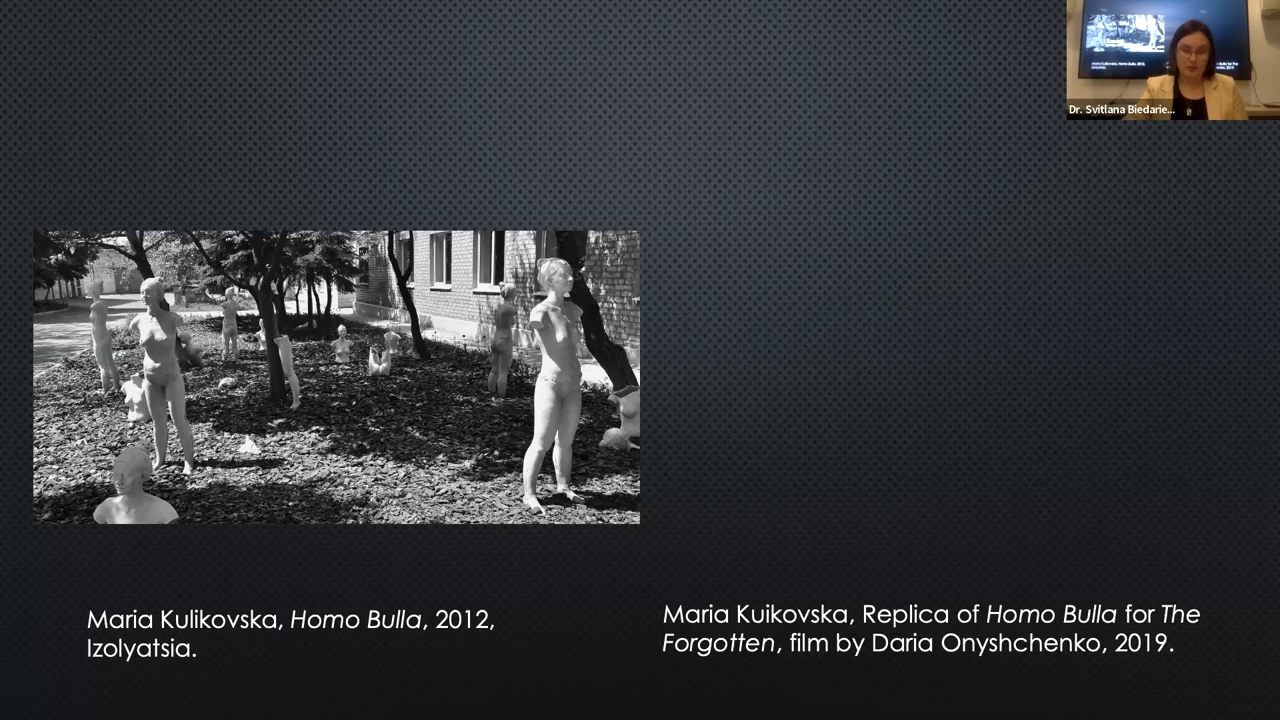 Dr. Svitlana Biedarie...
Maria Kulikovska, Homo Bulla, 2012,
Izolyatsia.
Maria Kuikovska, Replica of Homo Bulla for The
Forgotten, film by Daria Onyshchenko, 2019.